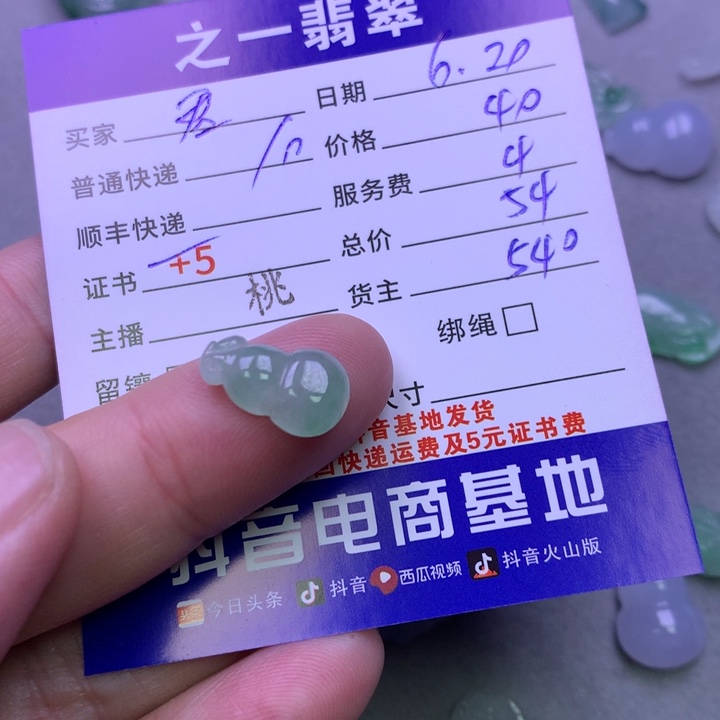 之一翡翠
买家 日期 6.20
普通快递 10 价格 40
顺丰快递 服务费 4
证书 +5 总价 54
主播 桃 货主 540
留镶 绑绳
尺寸
抖音基地发货
快递运费及5元证书费
抖音电商基地
今日头条 抖音 西瓜视频 抖音火山版